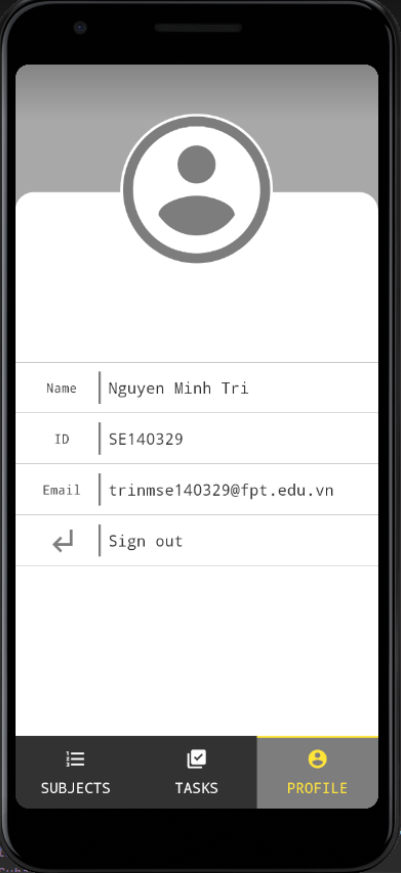 Name Nguyen Minh Tri
ID SE140329
Email trinmse140329@fpt.edu.vn
Sign out
SUBJECTS TASKS PROFILE